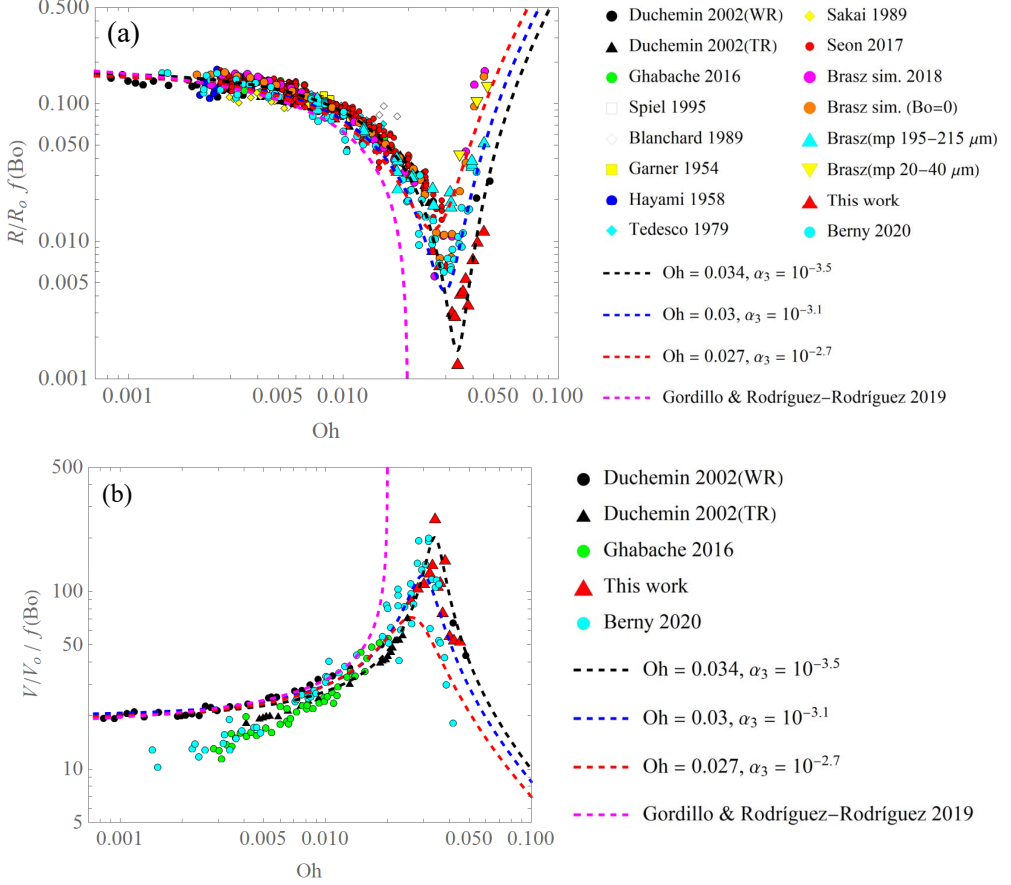 (a)
R/R₀ f(Bo)
0.500
0.100
0.050
0.010
0.005
0.001
0.001 0.005 0.010 0.050 0.100
Oh
Duchemin 2002(WR)
Duchemin 2002(TR)
Ghabache 2016
Spiel 1995
Blanchard 1989
Garner 1954
Hayami 1958
Tedesco 1979
Sakai 1989
Seon 2017
Brasz sim. 2018
Brasz sim. (Bo=0)
Brasz(mp 195–215 μm)
Brasz(mp 20–40 μm)
This work
Berny 2020
Oh = 0.034, α₃ = 10⁻³·⁵
Oh = 0.03, α₃ = 10⁻³·¹
Oh = 0.027, α₃ = 10⁻²·⁷
Gordillo & Rodríguez–Rodríguez 2019
(b)
V/V₀ / f(Bo)
500
100
50
10
5
0.001 0.010 0.050 0.100
Oh
Duchemin 2002(WR)
Duchemin 2002(TR)
Ghabache 2016
This work
Berny 2020
Oh = 0.034, α₃ = 10⁻³·⁵
Oh = 0.03, α₃ = 10⁻³·¹
Oh = 0.027, α₃ = 10⁻²·⁷
Gordillo & Rodríguez–Rodríguez 2019